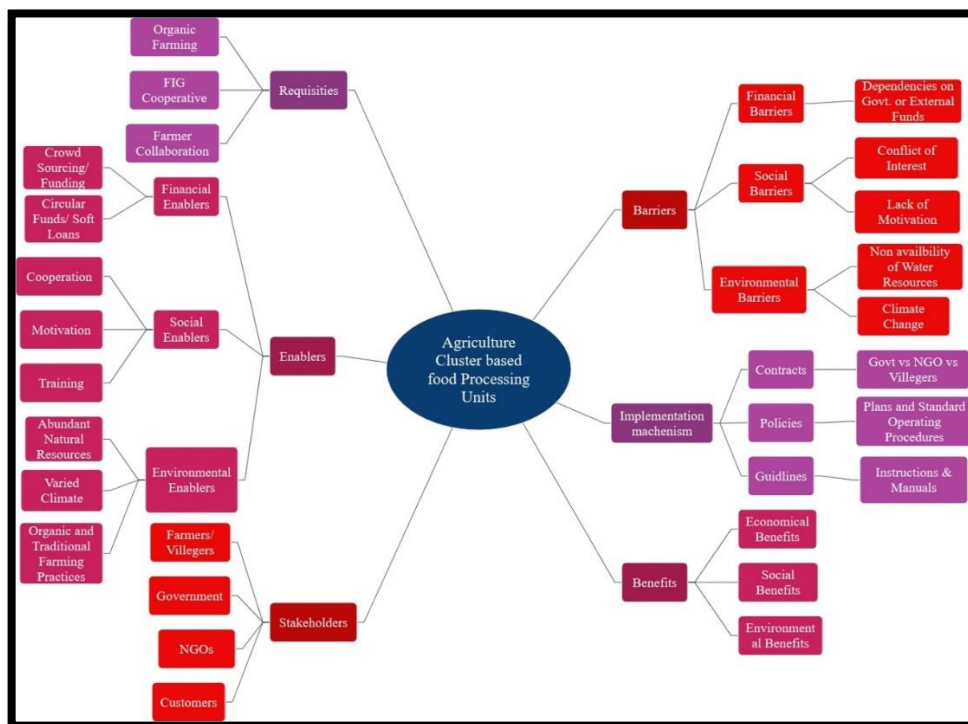 Organic
Farming
FIG
Cooperative
Farmer
Collaboration
Requisities
Crowd
Sourcing/
Funding
Circular
Funds/ Soft
Loans
Financial
Enablers
Cooperation
Motivation
Training
Social
Enablers
Abundant
Natural
Resources
Varied
Climate
Organic and
Traditional
Farming
Practices
Environmental
Enablers
Enablers
Farmers/
Villegers
Government
NGOs
Customers
Stakeholders
Agriculture
Cluster based
food Processing
Units
Barriers
Financial
Barriers
Dependencies on
Govt. or External
Funds
Social
Barriers
Conflict of
Interest
Lack of
Motivation
Environmental
Barriers
Non availbility
of Water
Resources
Climate
Change
Implementation
machenism
Contracts
Govt vs NGO vs
Villegers
Policies
Plans and Standard
Operating
Procedures
Guidlines
Instructions &
Manuals
Benefits
Economical
Benefits
Social
Benefits
Environment
al Benefits